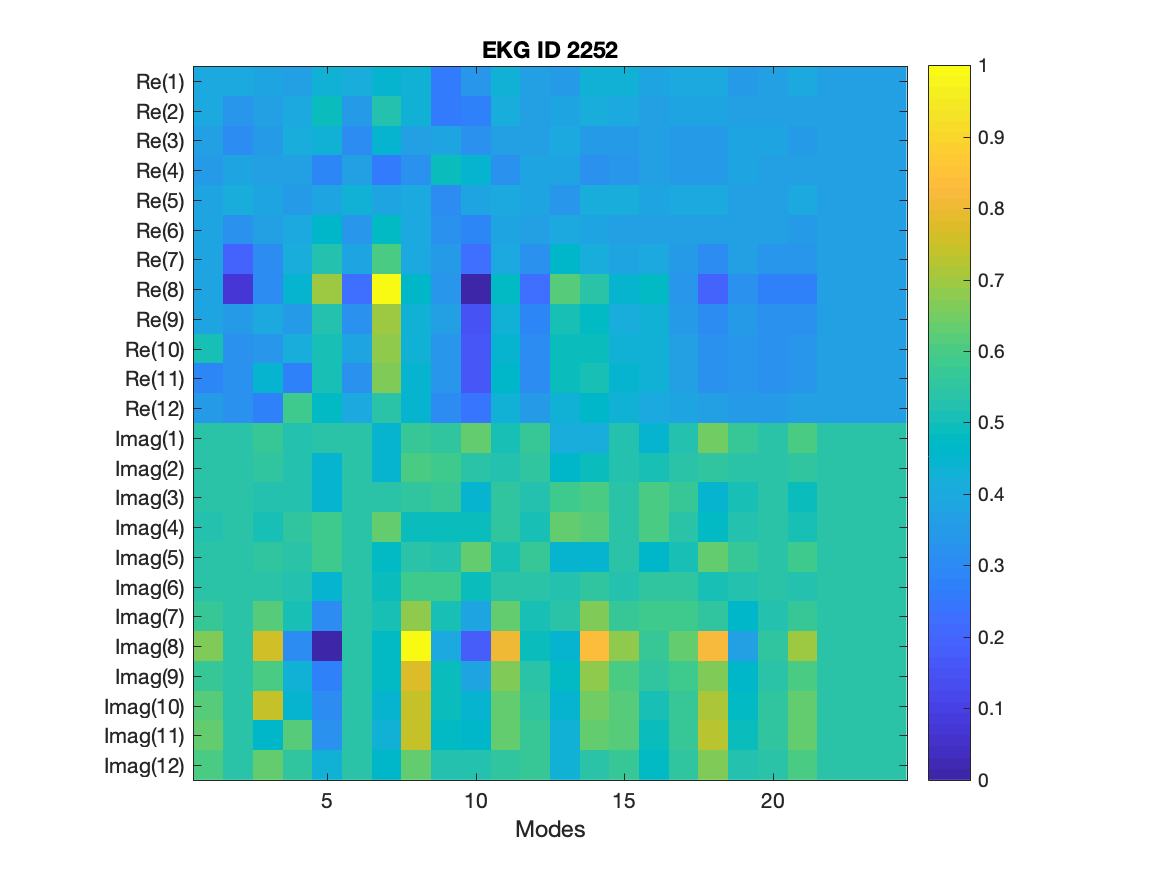 EKG ID 2252
Re(1)
Re(2)
Re(3)
Re(4)
Re(5)
Re(6)
Re(7)
Re(8)
Re(9)
Re(10)
Re(11)
Re(12)
Imag(1)
Imag(2)
Imag(3)
Imag(4)
Imag(5)
Imag(6)
Imag(7)
Imag(8)
Imag(9)
Imag(10)
Imag(11)
Imag(12)
5 10 15 20
Modes
1
0.9
0.8
0.7
0.6
0.5
0.4
0.3
0.2
0.1
0